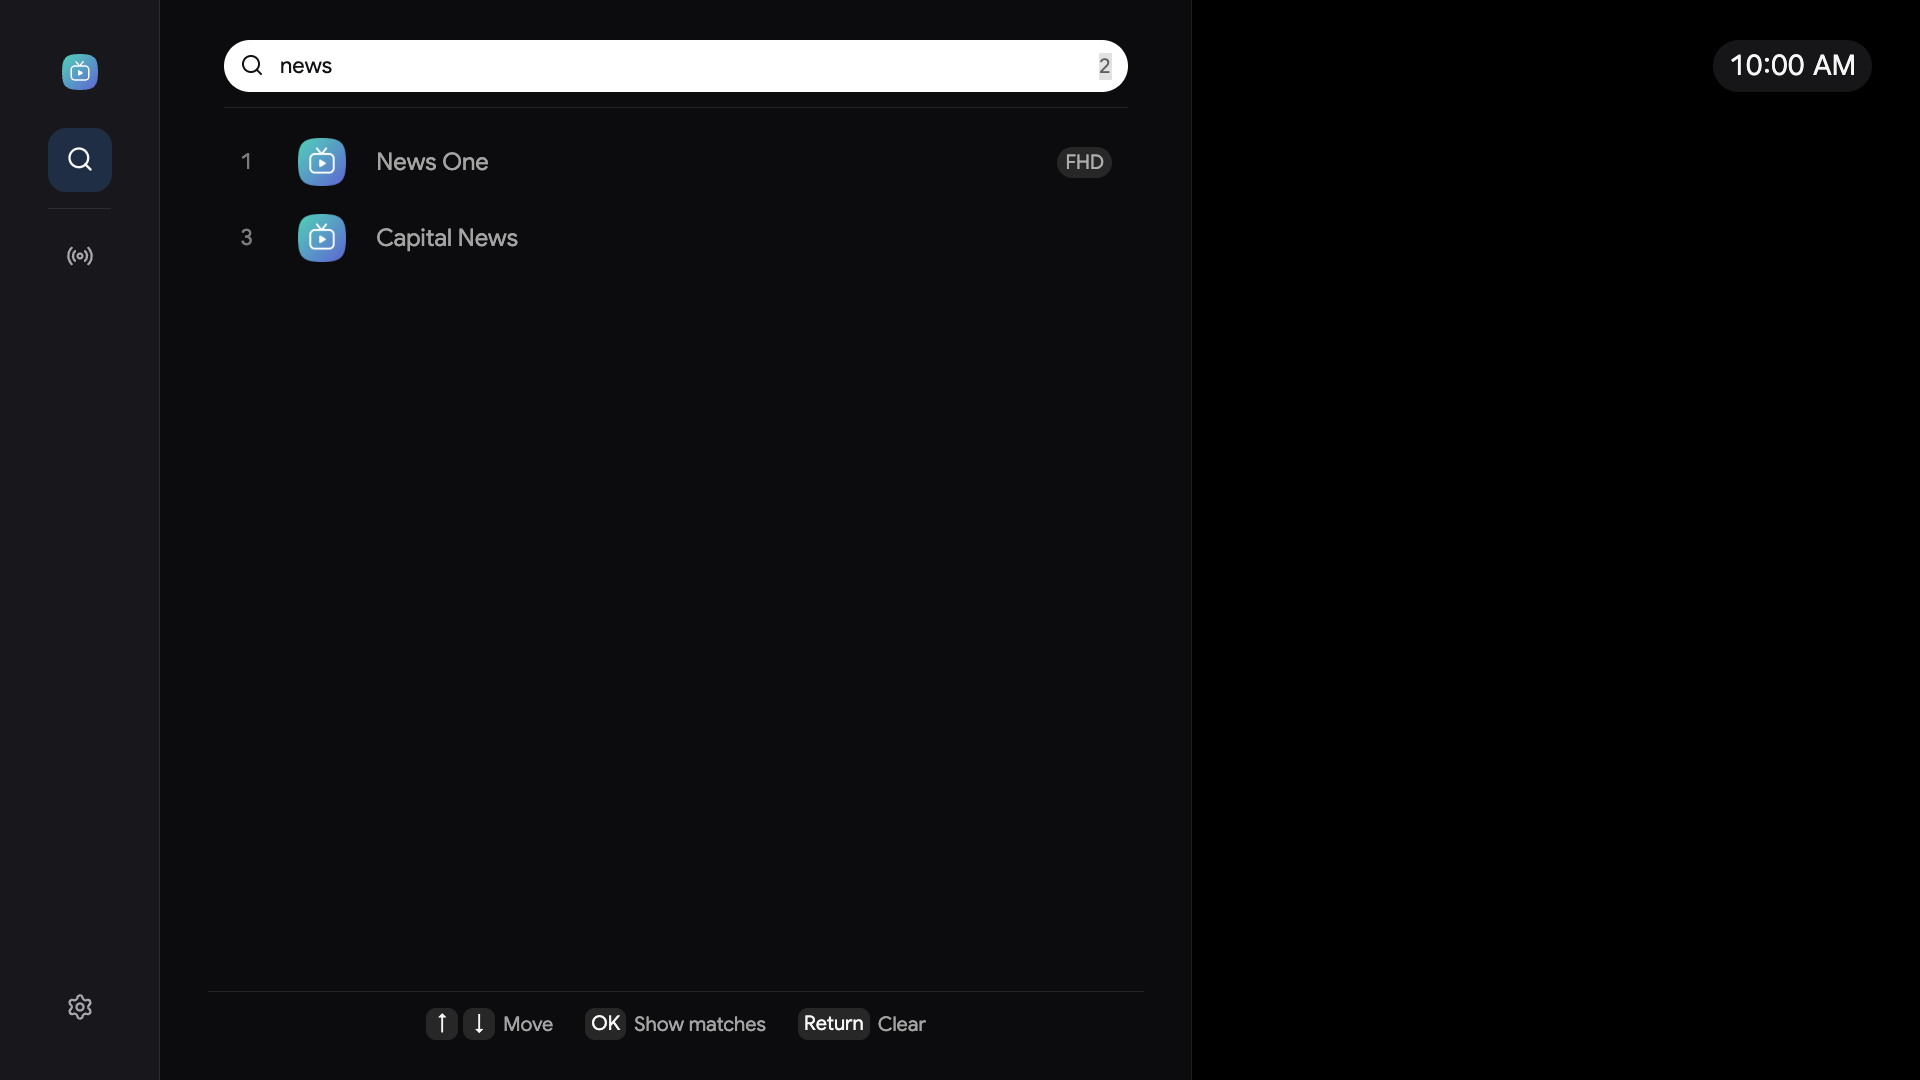 news 2
10:00 AM
1 News One FHD
3 Capital News
↑ ↓ Move OK Show matches Return Clear